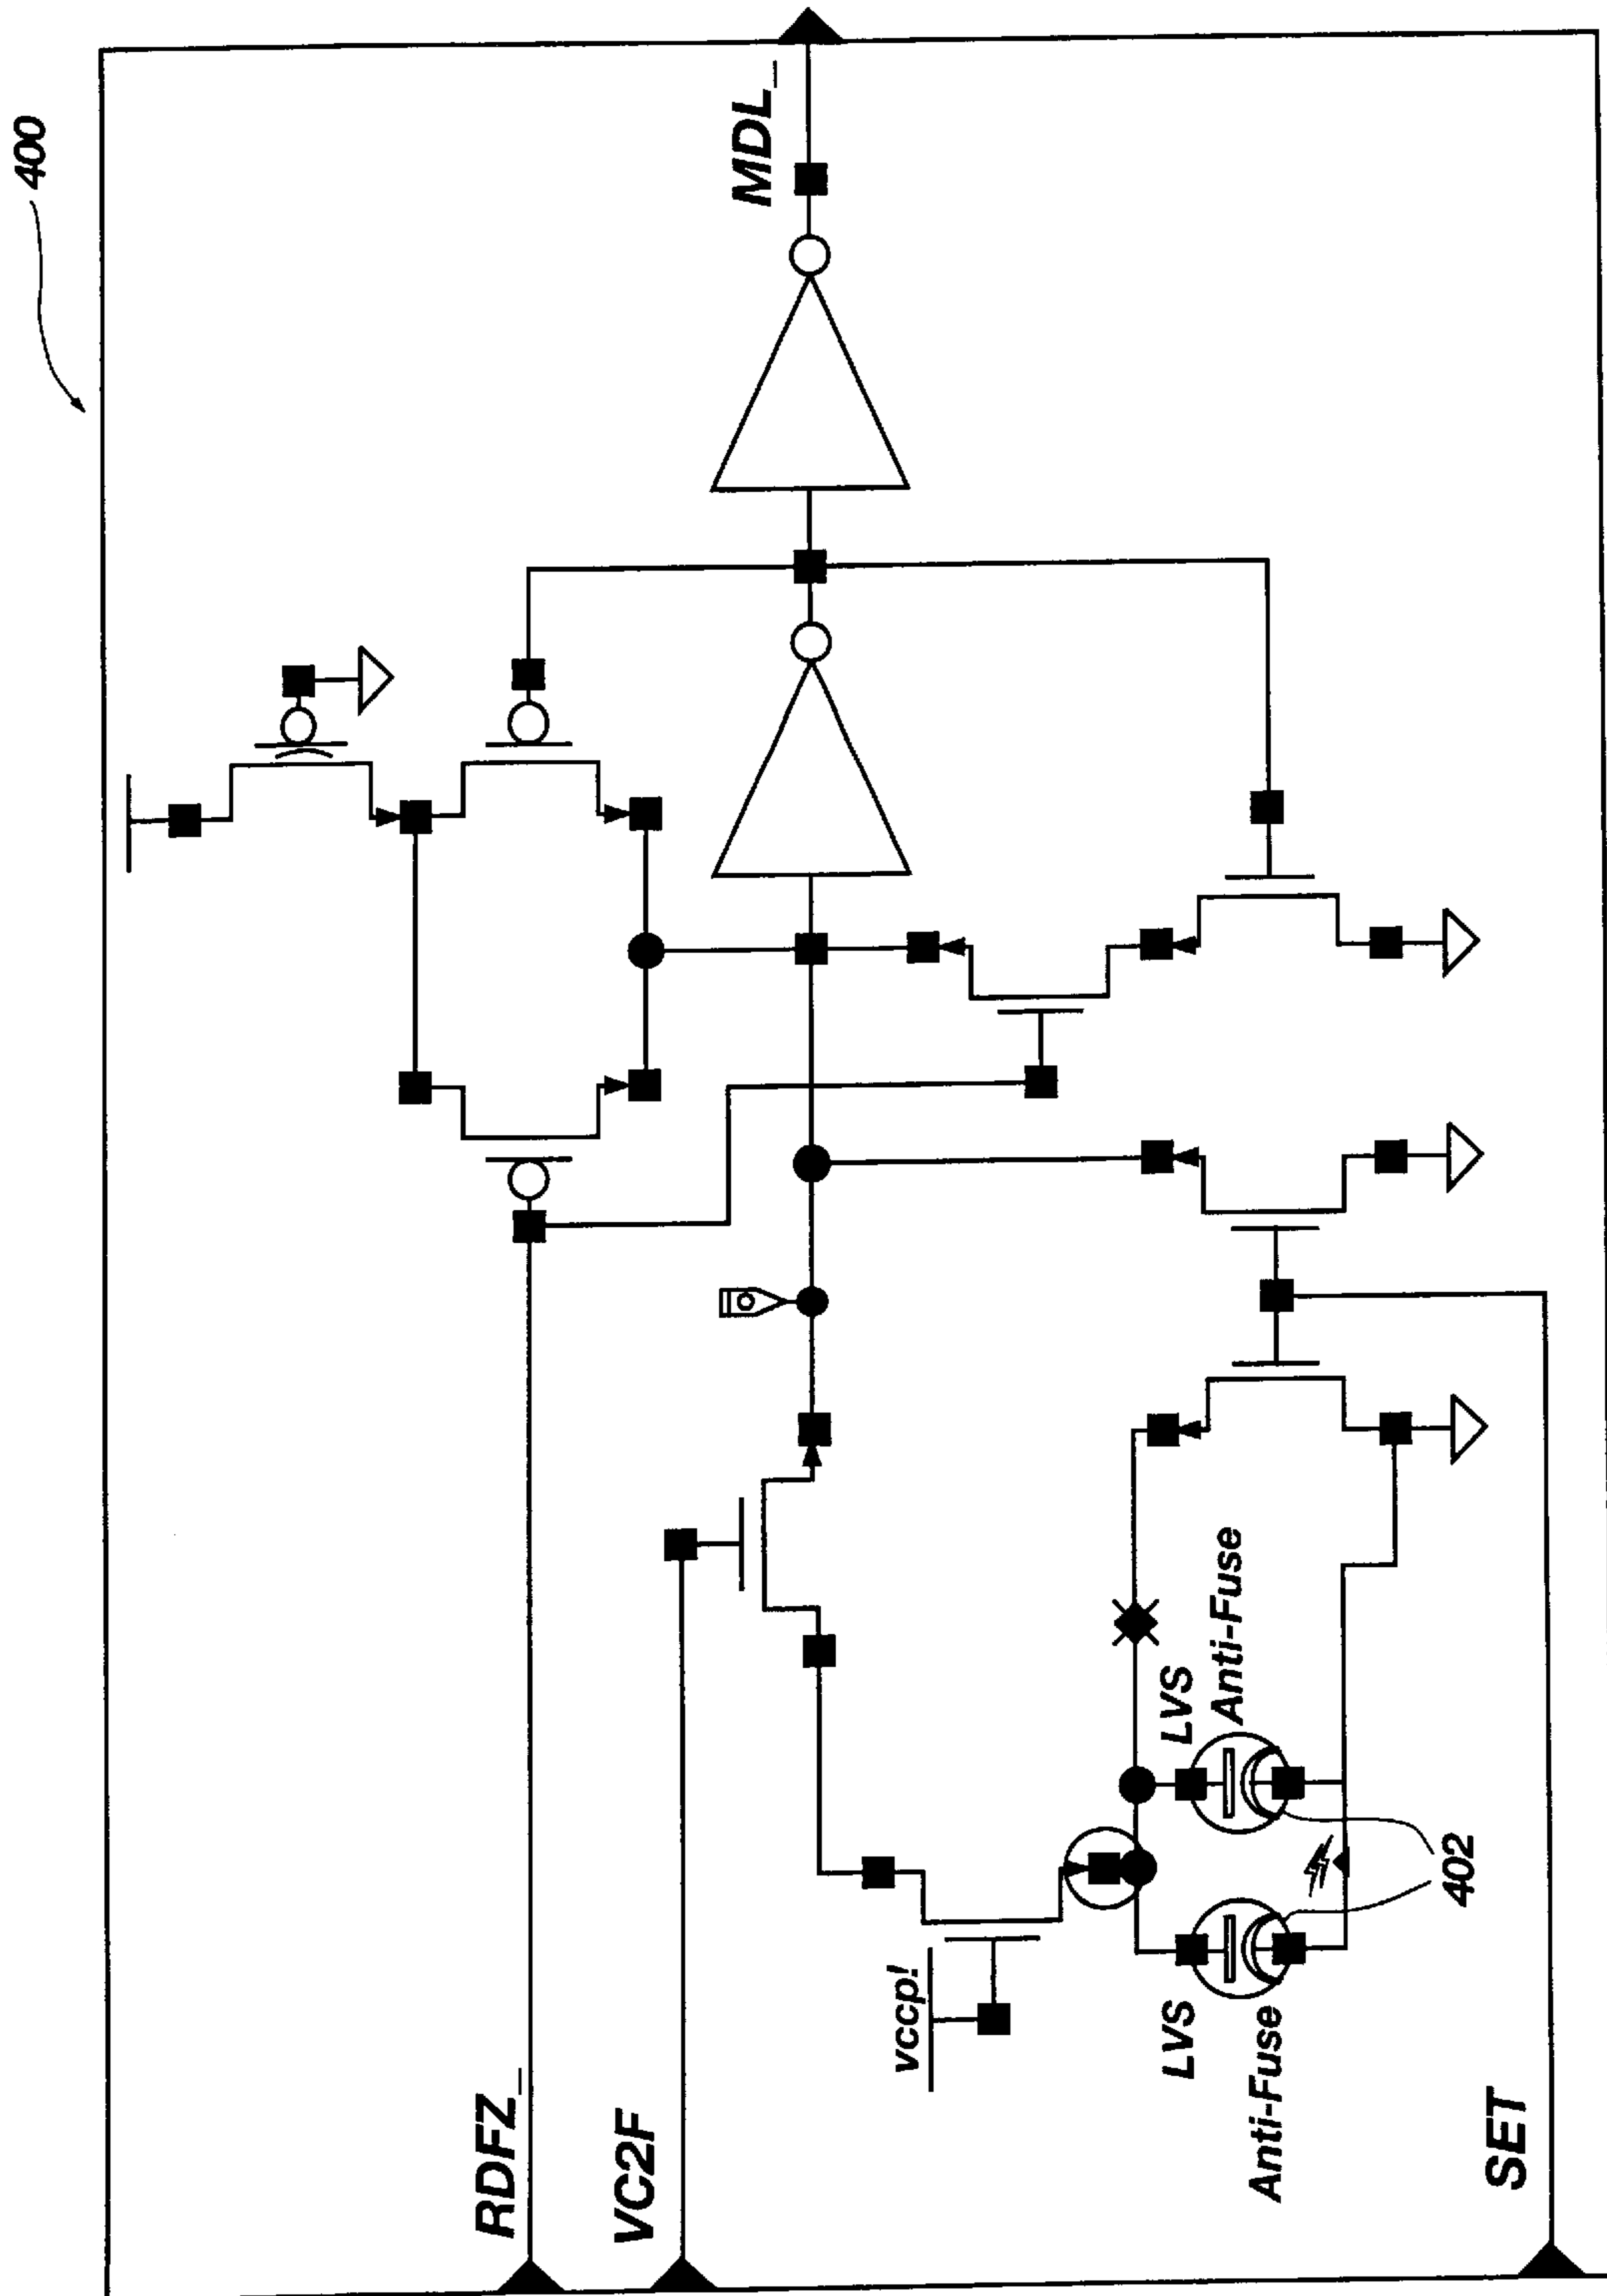 400
MDL_
RDFZ_
VC2F
vccp!
LVS
Anti-Fuse
LVS
Anti-Fuse
402
SET